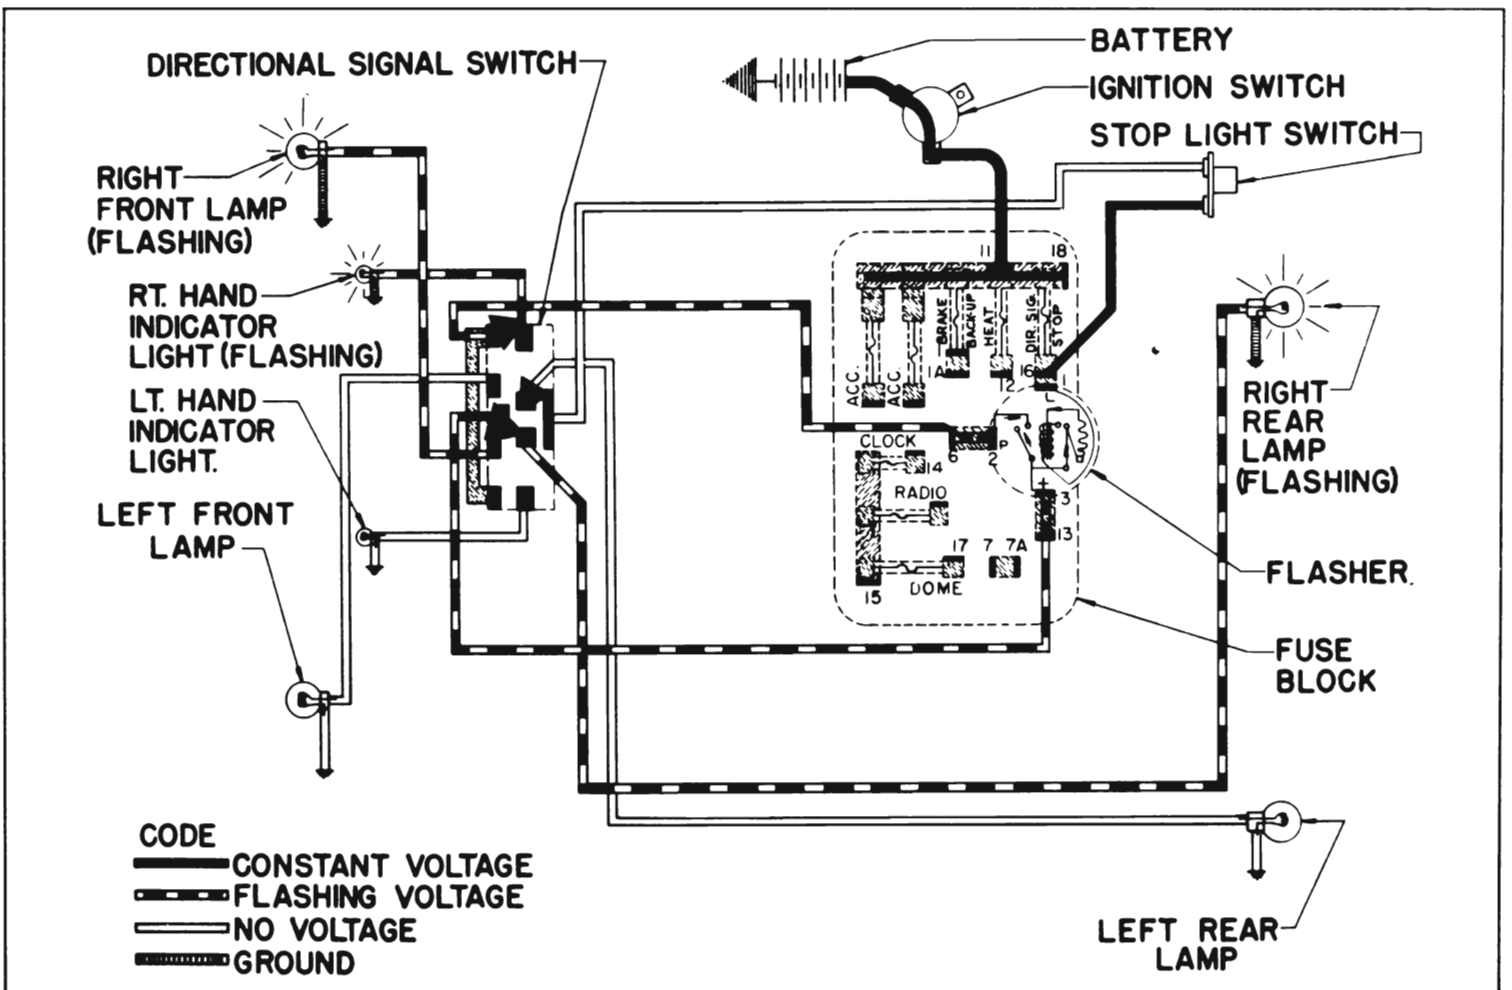 DIRECTIONAL SIGNAL SWITCH
BATTERY
IGNITION SWITCH
STOP LIGHT SWITCH
RIGHT
FRONT LAMP
(FLASHING)
RT. HAND
INDICATOR
LIGHT (FLASHING)
LT. HAND
INDICATOR
LIGHT.
LEFT FRONT
LAMP
11
18
BRAKE
BACK-UP
HEAT
DIR. SIG.
STOP
ACC.
ACC.
1A
12
16
1
L
CLOCK
6
2
P
14
RADIO
+
3
13
17
7
7A
15
DOME
RIGHT
REAR
LAMP
(FLASHING)
FLASHER.
FUSE
BLOCK
LEFT REAR
LAMP
CODE
CONSTANT VOLTAGE
FLASHING VOLTAGE
NO VOLTAGE
GROUND